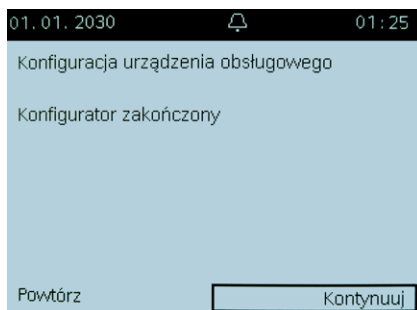 01.01.2030 01:25
Konfiguracja urządzenia obsługowego
Konfigurator zakończony
Powtórz Kontynuuj